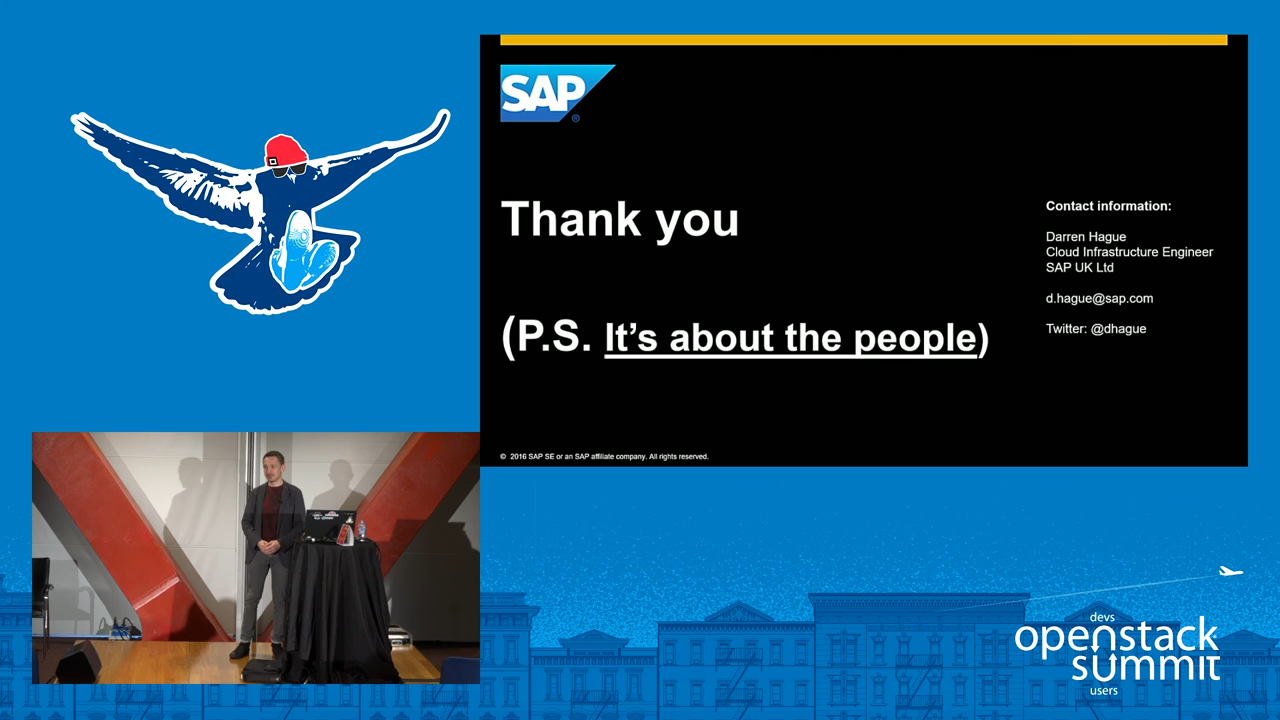 SAP
®
Thank you
(P.S. It's about the people)
Contact information:
Darren Hague
Cloud Infrastructure Engineer
SAP UK Ltd
d.hague@sap.com
Twitter: @dhague
© 2016 SAP SE or an SAP affiliate company. All rights reserved.
devs
openstack
summit
users